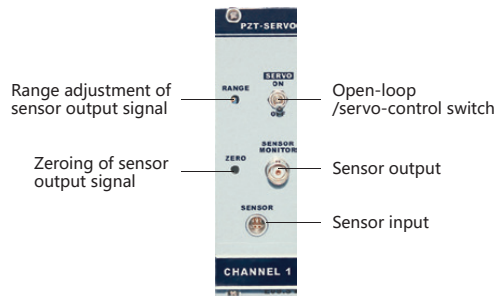 PZT-SERVO
Range adjustment of
sensor output signal
RANGE
SERVO
ON
OFF
Open-loop
/servo-control switch
Zeroing of sensor
output signal
ZERO
SENSOR
MONITOR
Sensor output
SENSOR
Sensor input
CHANNEL 1